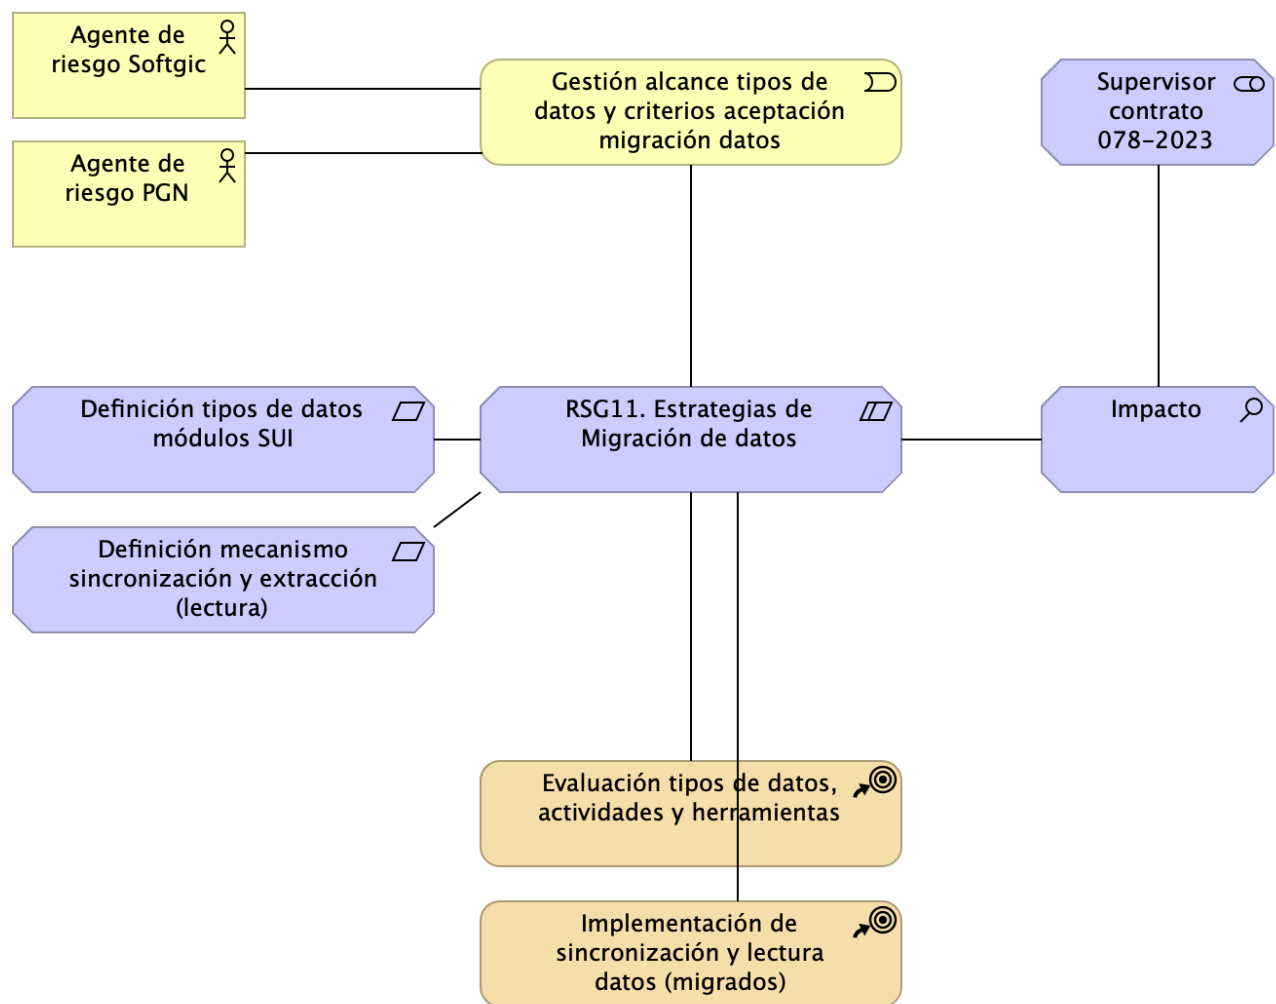 Agente de
riesgo Softgic
Gestión alcance tipos de
datos y criterios aceptación
migración datos
Supervisor
contrato
078-2023
Agente de
riesgo PGN
Definición tipos de datos
módulos SUI
RSG11. Estrategias de
Migración de datos
Impacto
Definición mecanismo
sincronización y extracción
(lectura)
Evaluación tipos de datos,
actividades y herramientas
Implementación de
sincronización y lectura
datos (migrados)